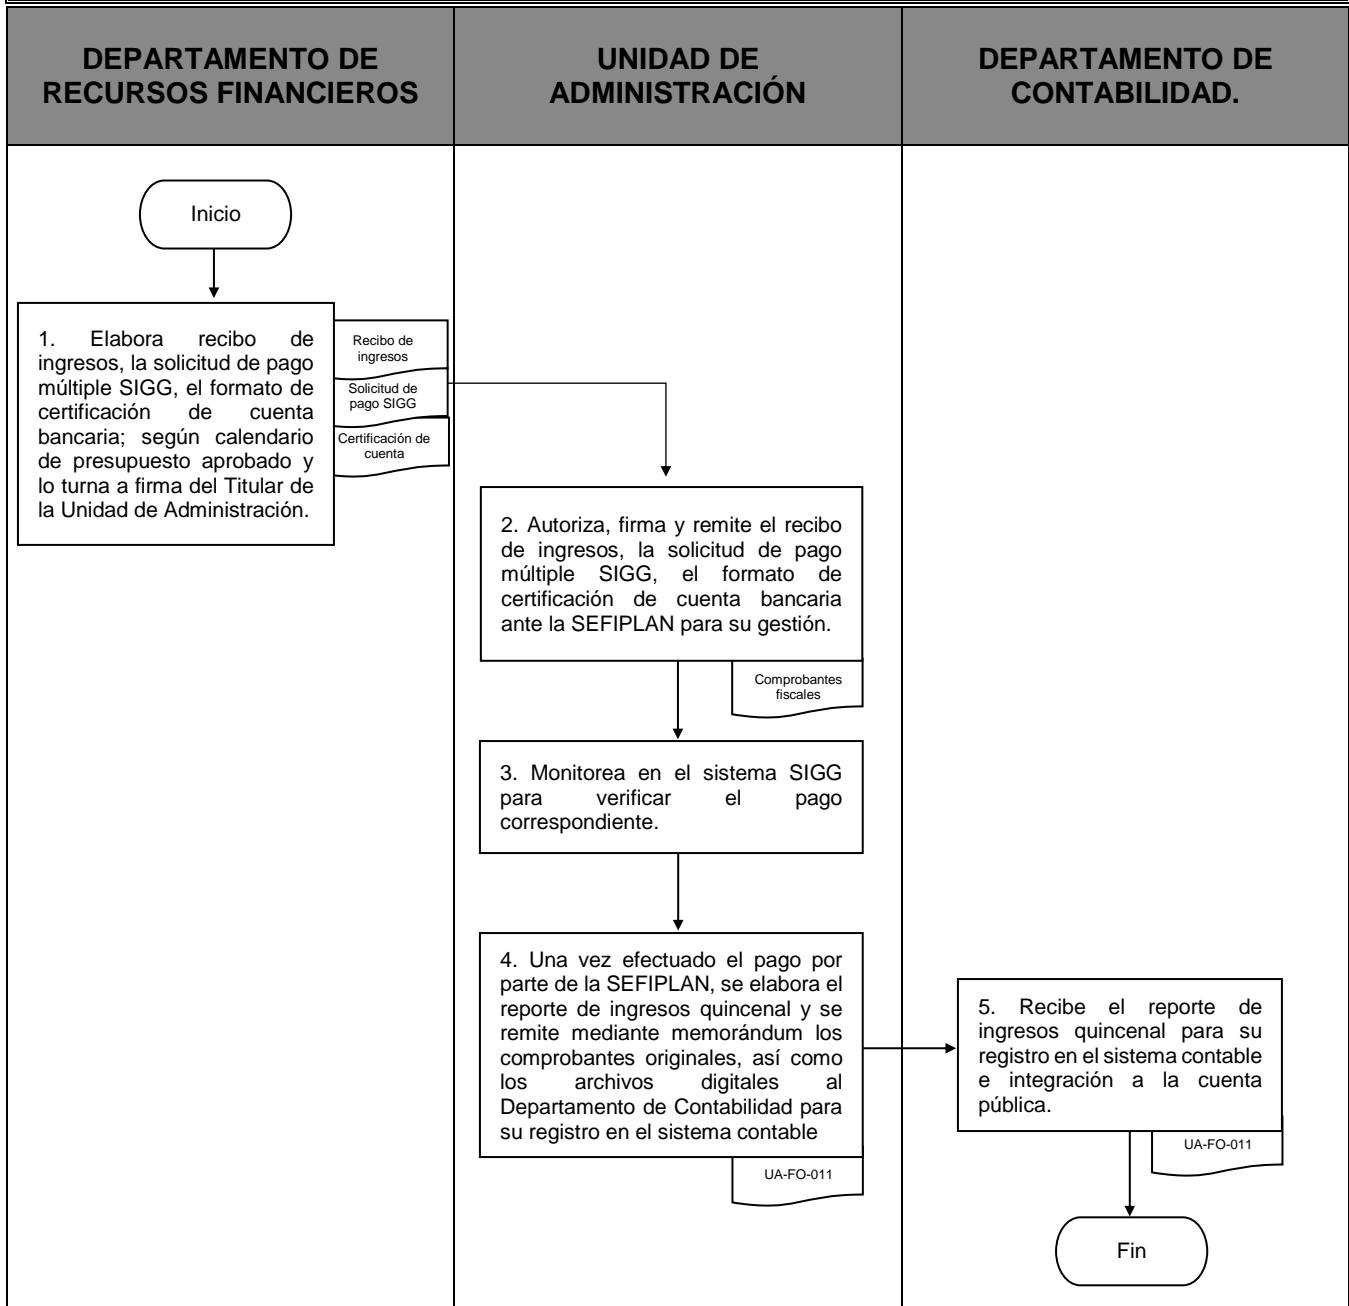 DEPARTAMENTO DE
RECURSOS FINANCIEROS
UNIDAD DE
ADMINISTRACIÓN
DEPARTAMENTO DE
CONTABILIDAD.
Inicio
1. Elabora recibo de
ingresos, la solicitud de pago
múltiple SIGG, el formato de
certificación de cuenta
bancaria; según calendario
de presupuesto aprobado y
lo turna a firma del Titular de
la Unidad de Administración.
Recibo de
ingresos
Solicitud de
pago SIGG
Certificación de
cuenta
2. Autoriza, firma y remite el recibo
de ingresos, la solicitud de pago
múltiple SIGG, el formato de
certificación de cuenta bancaria
ante la SEFIPLAN para su gestión.
Comprobantes
fiscales
3. Monitorea en el sistema SIGG
para verificar el pago
correspondiente.
4. Una vez efectuado el pago por
parte de la SEFIPLAN, se elabora el
reporte de ingresos quincenal y se
remite mediante memorándum los
comprobantes originales, así como
los archivos digitales al
Departamento de Contabilidad para
su registro en el sistema contable
UA-FO-011
5. Recibe el reporte de
ingresos quincenal para su
registro en el sistema contable
e integración a la cuenta
pública.
UA-FO-011
Fin